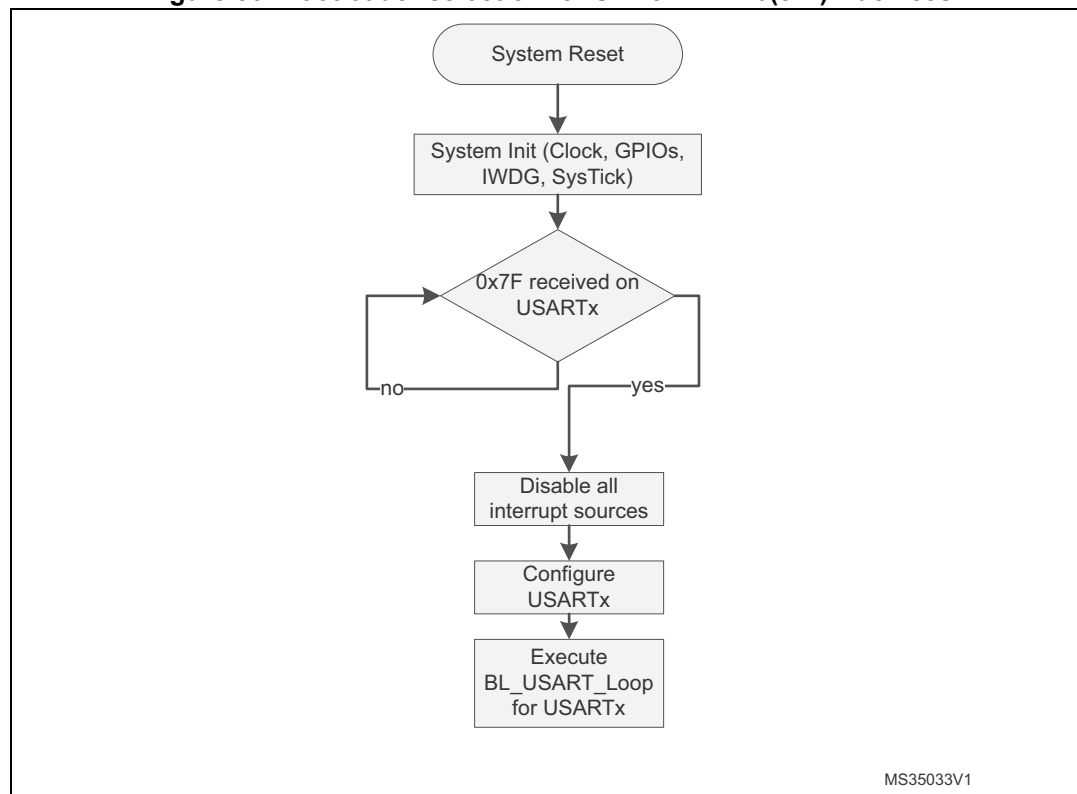 System Reset
System Init (Clock, GPIOs,
IWDG, SysTick)
0x7F received on
USARTx
no
yes
Disable all
interrupt sources
Configure
USARTx
Execute
BL_USART_Loop
for USARTx
MS35033V1